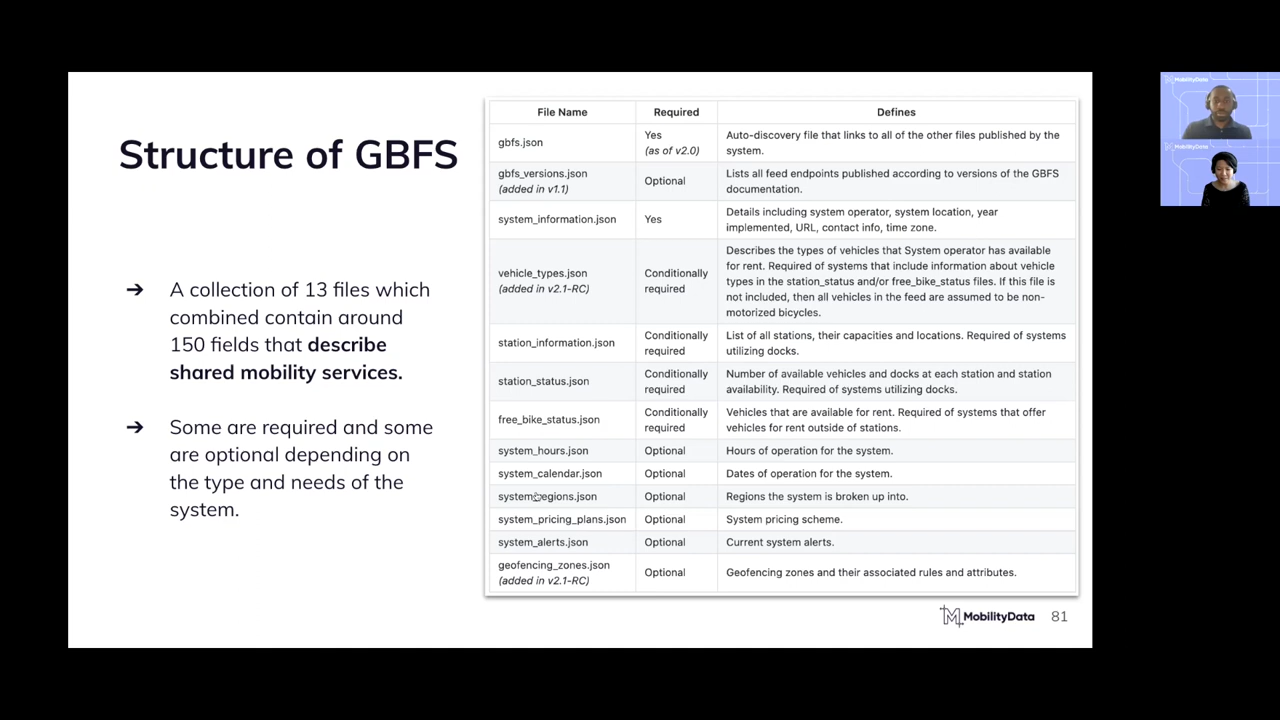 Structure of GBFS
➔ A collection of 13 files which
combined contain around
150 fields that describe
shared mobility services.
➔ Some are required and some
are optional depending on
the type and needs of the
system.
File Name Required Defines
gbfs.json
Yes
(as of v2.0)
Auto-discovery file that links to all of the other files published by the
system.
gbfs_versions.json
(added in v1.1)
Optional
Lists all feed endpoints published according to versions of the GBFS
documentation.
system_information.json
Yes
Details including system operator, system location, year
implemented, URL, contact info, time zone.
vehicle_types.json
(added in v2.1-RC)
Conditionally
required
Describes the types of vehicles that System operator has available
for rent. Required of systems that include information about vehicle
types in the station_status and/or free_bike_status files. If this file is
not included, then all vehicles in the feed are assumed to be non-
motorized bicycles.
station_information.json
Conditionally
required
List of all stations, their capacities and locations. Required of systems
utilizing docks.
station_status.json
Conditionally
required
Number of available vehicles and docks at each station and station
availability. Required of systems utilizing docks.
free_bike_status.json
Conditionally
required
Vehicles that are available for rent. Required of systems that offer
vehicles for rent outside of stations.
system_hours.json Optional Hours of operation for the system.
system_calendar.json Optional Dates of operation for the system.
system_regions.json Optional Regions the system is broken up into.
system_pricing_plans.json Optional System pricing scheme.
system_alerts.json Optional Current system alerts.
geofencing_zones.json
(added in v2.1-RC)
Optional
Geofencing zones and their associated rules and attributes.
MobilityData 81
MobilityData
MobilityData